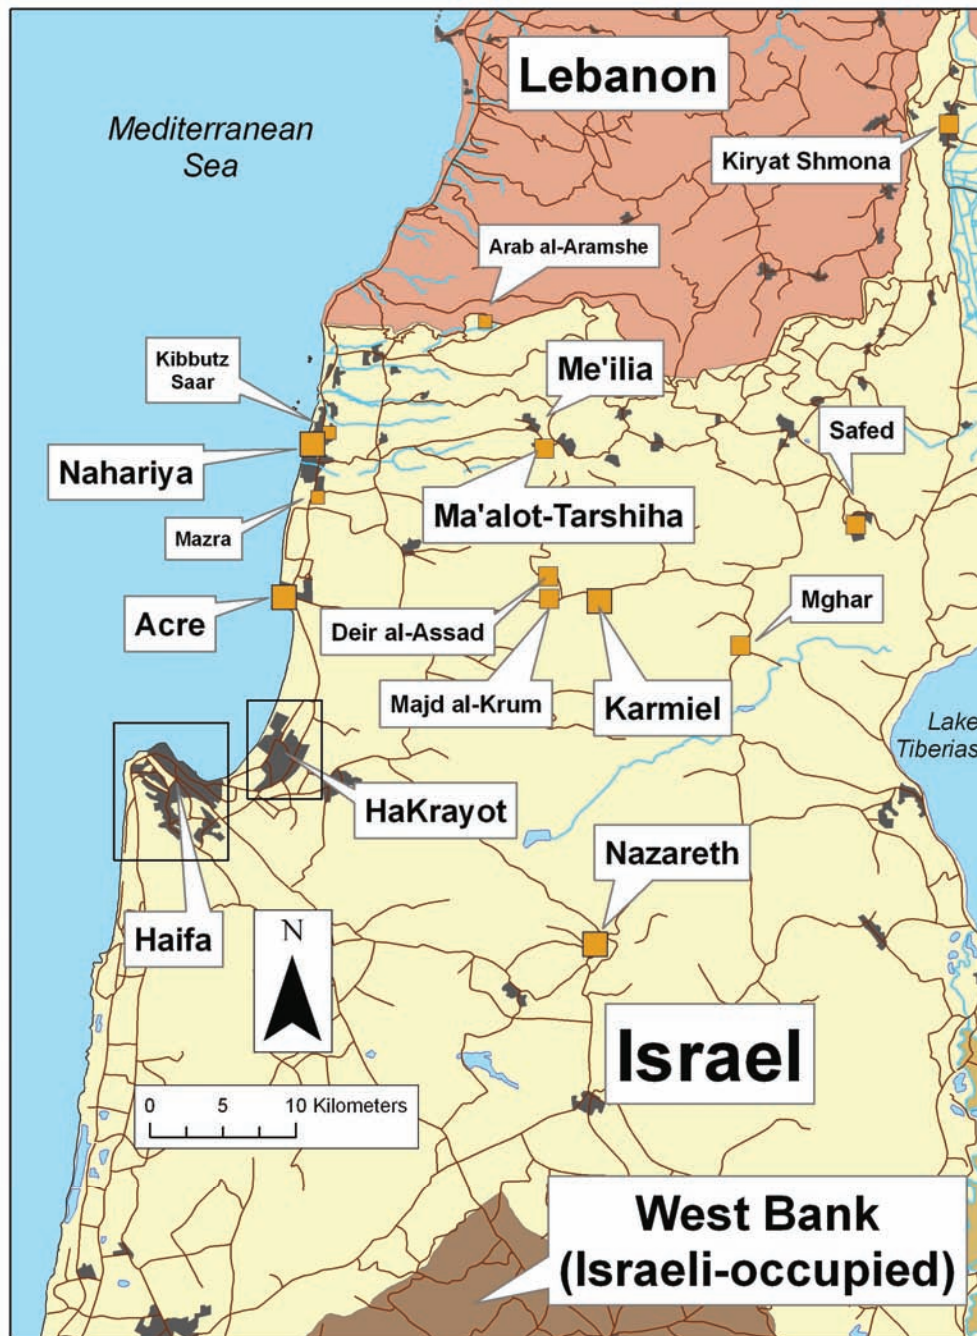 Lebanon
Mediterranean
Sea
Kiryat Shmona
Arab al-Aramshe
Kibbutz
Saar
Me'ilia
Safed
Nahariya
Ma'alot-Tarshiha
Mazra
Acre
Deir al-Assad
Mghar
Majd al-Krum
Karmiel
Lake
Tiberias
HaKrayot
Nazareth
Haifa
N
Israel
0 5 10 Kilometers
West Bank
(Israeli-occupied)